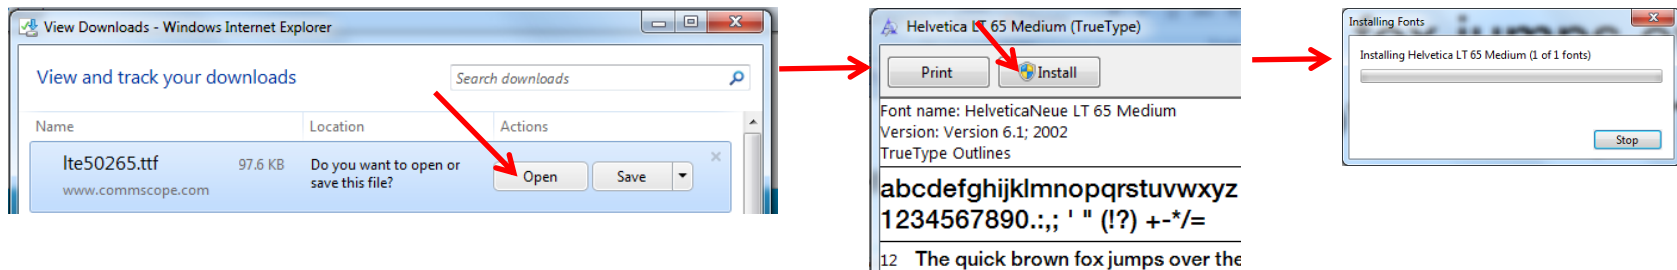 View Downloads - Windows Internet Explorer
View and track your downloads
Search downloads
Name
Location
Actions
lte50265.ttf
97.6 KB
Do you want to open or
save this file?
Open
Save
www.commscope.com
Helvetica LT 65 Medium (TrueType)
Print
Install
Font name: HelveticaNeue LT 65 Medium
Version: Version 6.1; 2002
TrueType Outlines
abcdefghijklmnopqrstuvwxyz
1234567890.:,; ' " (!?) +-*/=
12 The quick brown fox jumps over the
Installing Fonts
Installing Helvetica LT 65 Medium (1 of 1 fonts)
Stop